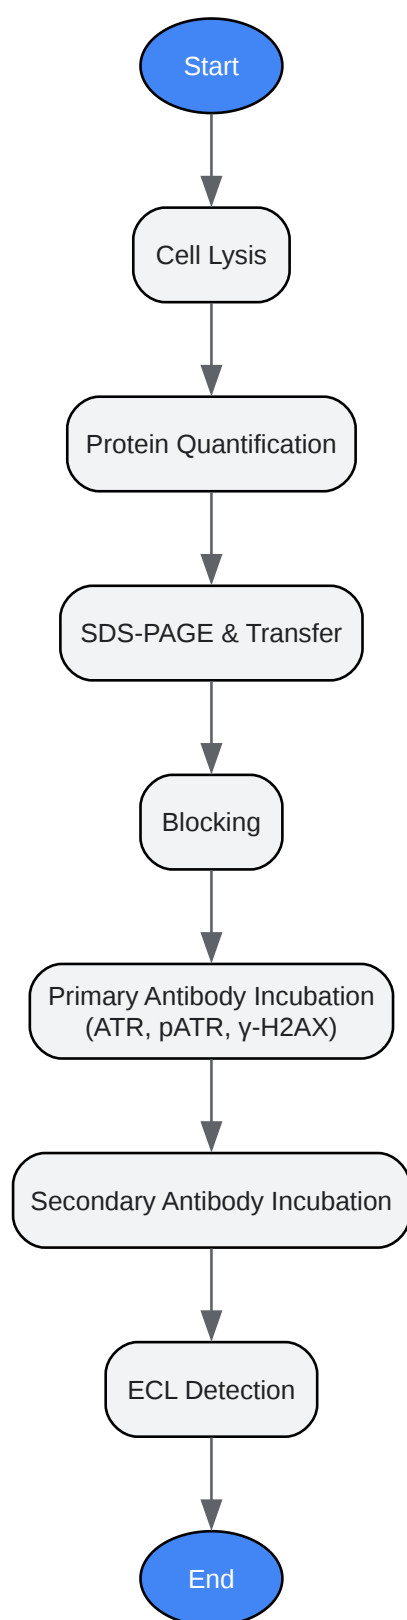 Start
Cell Lysis
Protein Quantification
SDS-PAGE & Transfer
Blocking
Primary Antibody Incubation
(ATR, pATR, γ-H2AX)
Secondary Antibody Incubation
ECL Detection
End